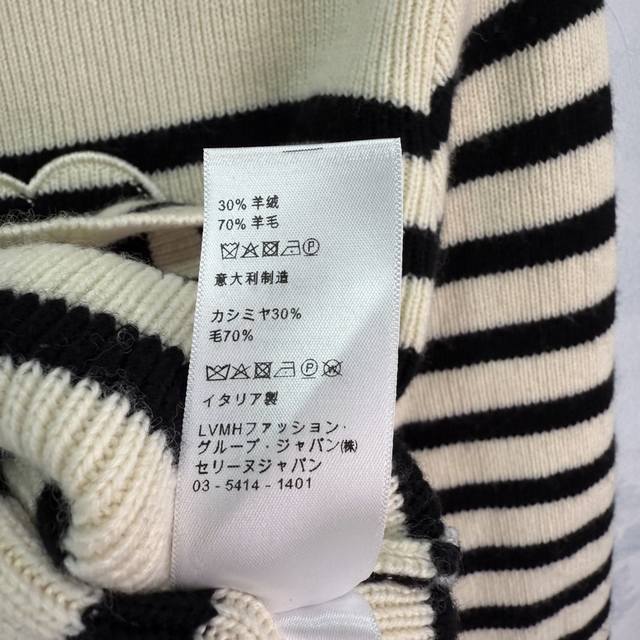 30% 羊绒
70% 羊毛
意大利制造
カシミヤ30%
毛70%
イタリア製
LVMHファッション·
グループ·ジャパン㈱
セリーヌジャパン
03 - 5414 - 1401